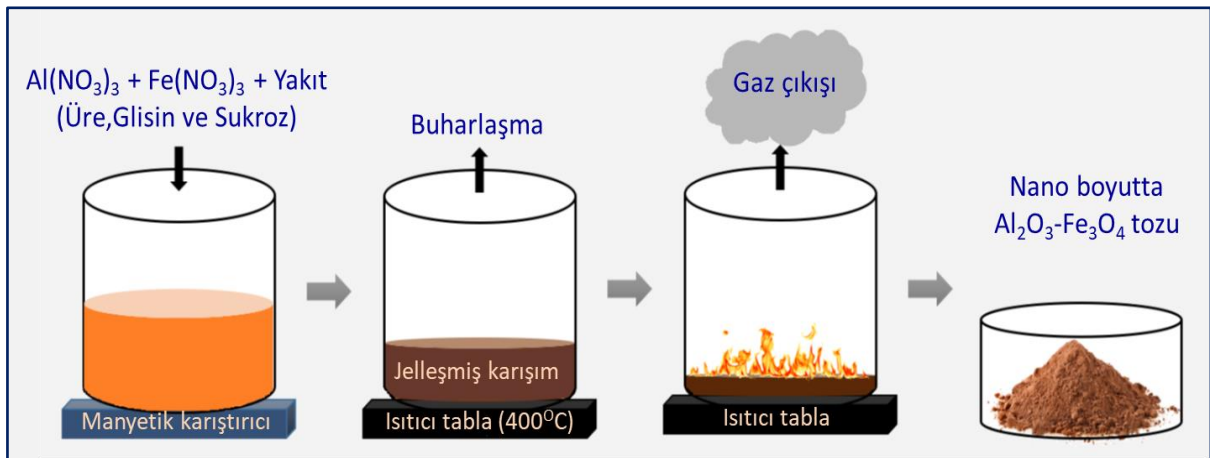 Al(NO₃)₃ + Fe(NO₃)₃ + Yakıt
(Üre,Glisin ve Sukroz)
Manyetik karıştırıcı
Buharlaşma
Jelleşmiş karışım
Isıtıcı tabla (400⁰C)
Gaz çıkışı
Isıtıcı tabla
Nano boyutta
Al₂O₃-Fe₃O₄ tozu